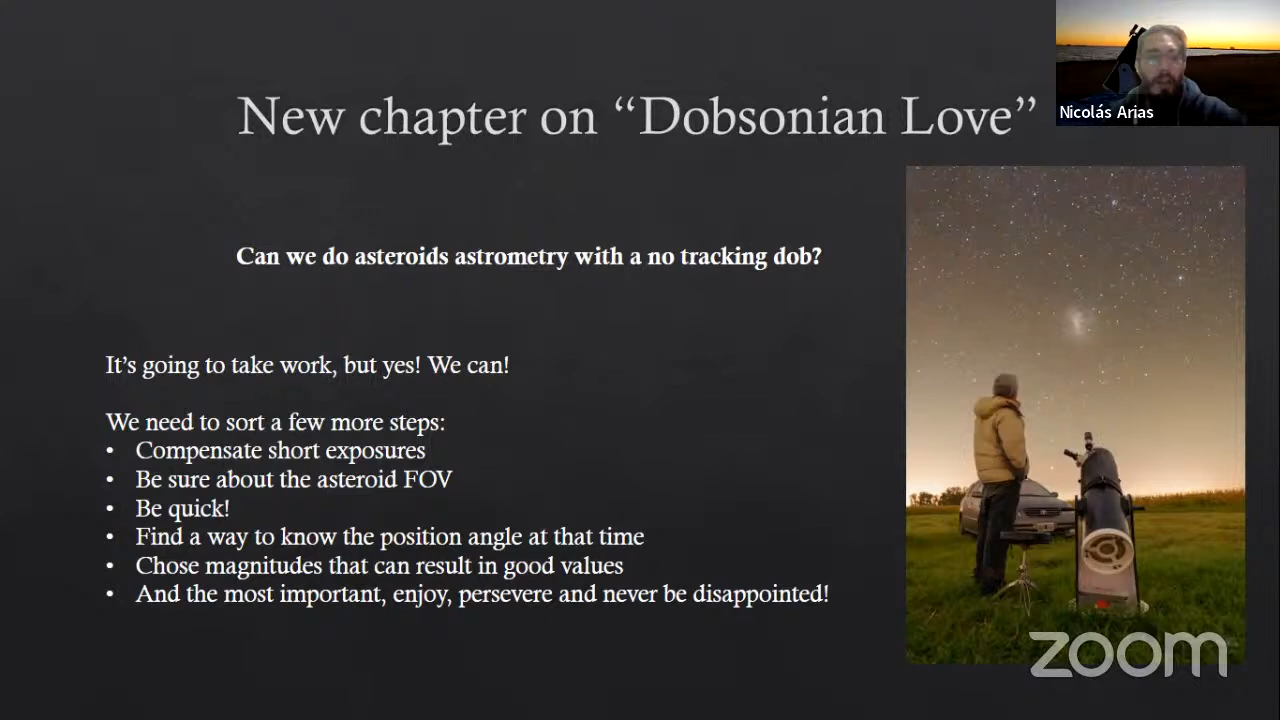 New chapter on “Dobsonian Love”
Nicolás Arias
Can we do asteroids astrometry with a no tracking dob?
It’s going to take work, but yes! We can!
We need to sort a few more steps:
• Compensate short exposures
• Be sure about the asteroid FOV
• Be quick!
• Find a way to know the position angle at that time
• Chose magnitudes that can result in good values
• And the most important, enjoy, persevere and never be disappointed!
zoom